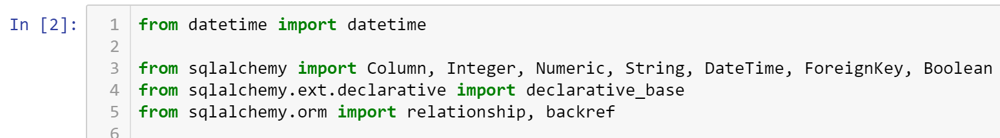 In [2]:
1 from datetime import datetime
2
3 from sqlalchemy import Column, Integer, Numeric, String, DateTime, ForeignKey, Boolean
4 from sqlalchemy.ext.declarative import declarative_base
5 from sqlalchemy.orm import relationship, backref
6